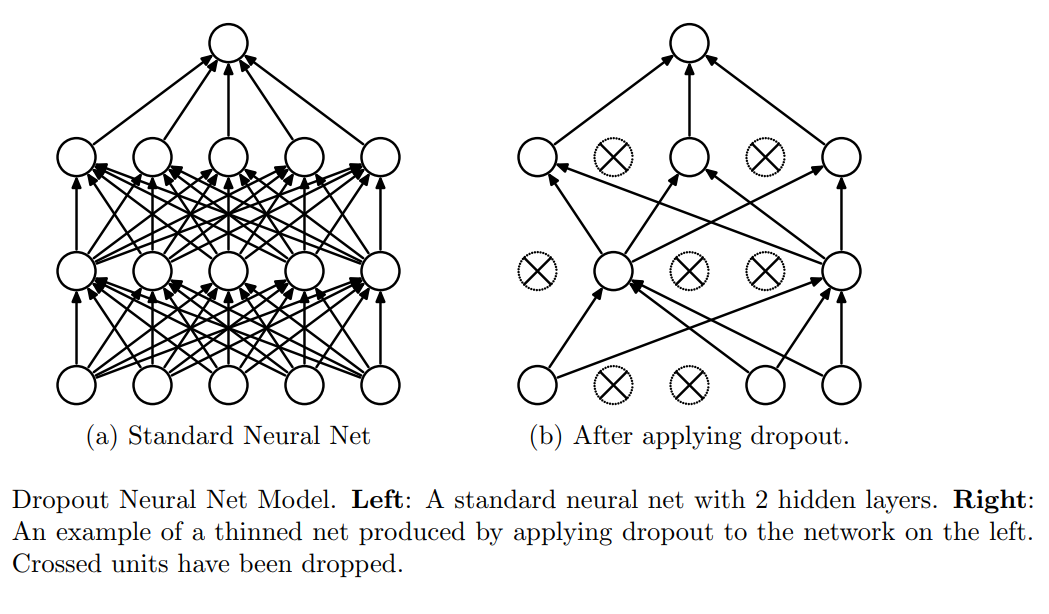 (a) Standard Neural Net
(b) After applying dropout.
Dropout Neural Net Model. Left: A standard neural net with 2 hidden layers. Right:
An example of a thinned net produced by applying dropout to the network on the left.
Crossed units have been dropped.